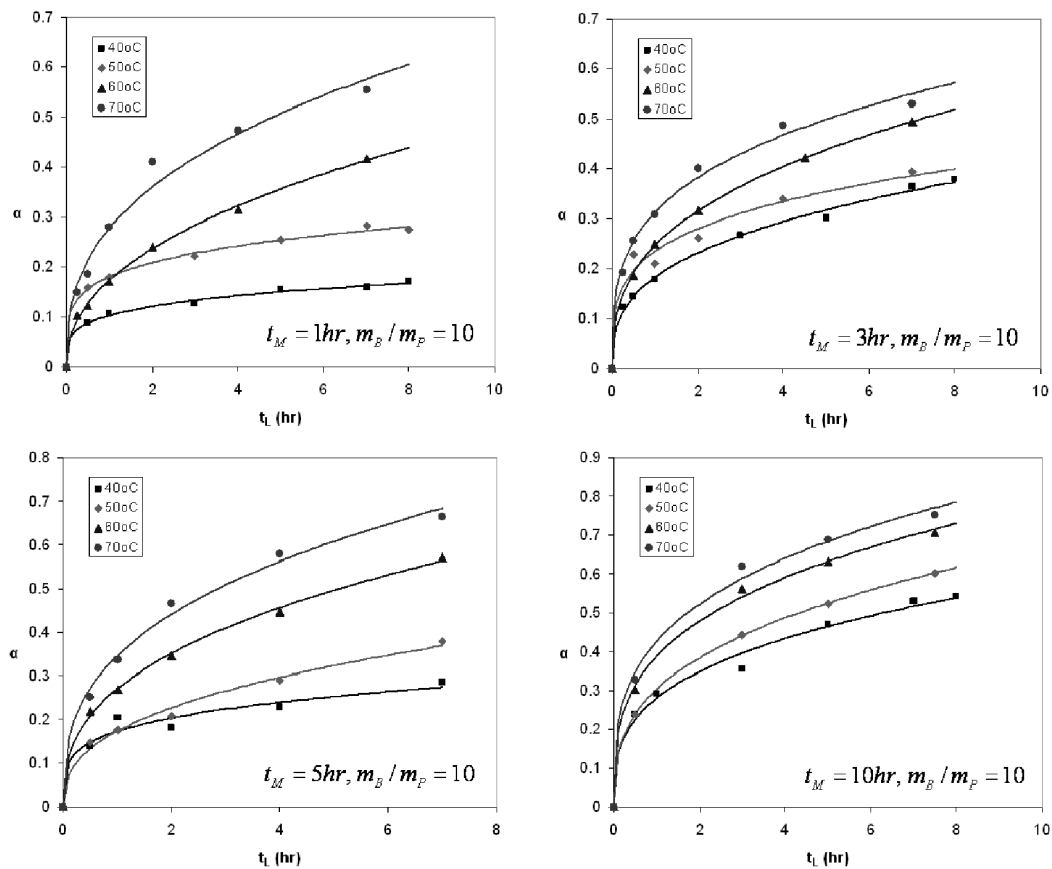 0.7
0.6
0.5
0.4
α 0.3
0.2
0.1
0
0 2 4 6 8 10
t_L (hr)
40oC
50oC
60oC
70oC
t_M = 1hr, m_B / m_P = 10
0.7
0.6
0.5
0.4
α 0.3
0.2
0.1
0
0 2 4 6 8 10
t_L (hr)
40oC
50oC
60oC
70oC
t_M = 3hr, m_B / m_P = 10
0.8
0.7
0.6
0.5
0.4
α
0.3
0.2
0.1
0
0 2 4 6 8
t_L (hr)
40oC
50oC
60oC
70oC
t_M = 5hr, m_B / m_P = 10
0.9
0.8
0.7
0.6
0.5
α
0.4
0.3
0.2
0.1
0
0 2 4 6 8 10
t_L (hr)
40oC
50oC
60oC
70oC
t_M = 10hr, m_B / m_P = 10